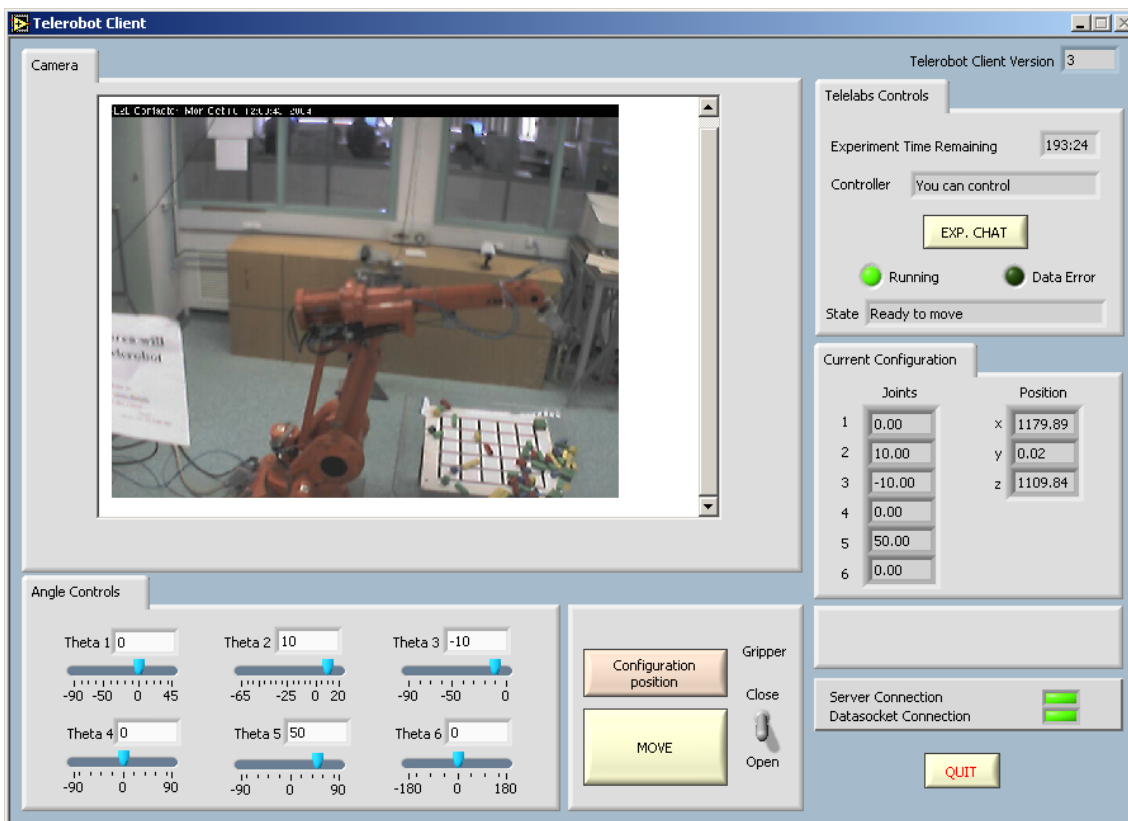 Telerobot Client
Camera
Telerobot Client Version 3
2004
area will
elerobot
Telelabs Controls
Experiment Time Remaining 193:24
Controller You can control
EXP. CHAT
Running Data Error
State Ready to move
Current Configuration
Joints Position
1 0.00 x 1179.89
2 10.00 y 0.02
3 -10.00 z 1109.84
4 0.00
5 50.00
6 0.00
Angle Controls
Theta 1 0 Theta 2 10 Theta 3 -10
-90 -50 0 45 -65 -25 0 20 -90 -50 0
Theta 4 0 Theta 5 50 Theta 6 0
-90 0 90 -90 0 90 -180 0 180
Configuration
position
MOVE
Gripper
Close
Open
Server Connection
Datasocket Connection
QUIT